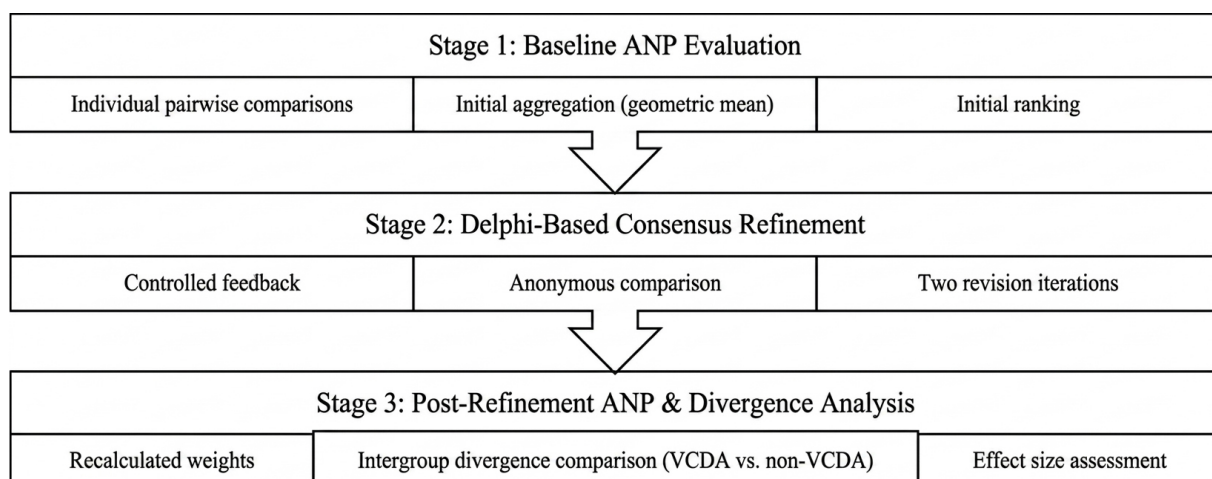 Stage 1: Baseline ANP Evaluation
Individual pairwise comparisons
Initial aggregation (geometric mean)
Initial ranking
Stage 2: Delphi-Based Consensus Refinement
Controlled feedback
Anonymous comparison
Two revision iterations
Stage 3: Post-Refinement ANP & Divergence Analysis
Recalculated weights
Intergroup divergence comparison (VCDA vs. non-VCDA)
Effect size assessment